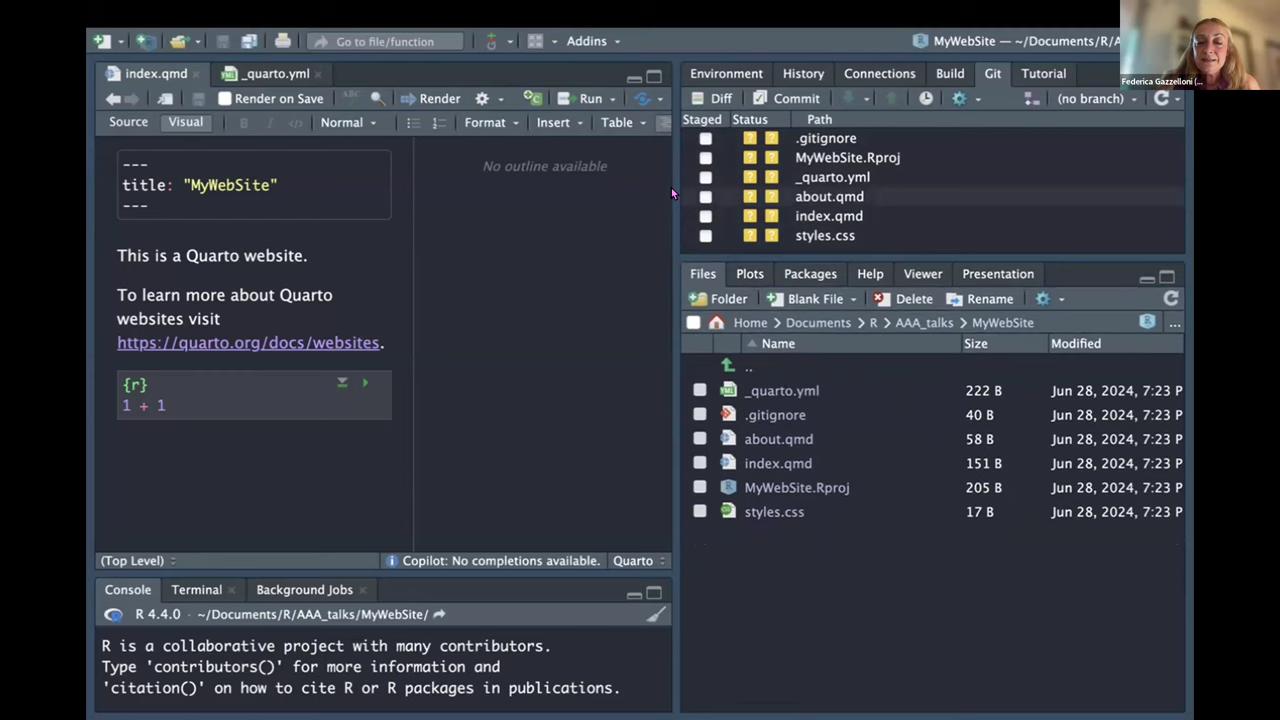 Go to file/function
Addins
MyWebSite — ~/Documents/R/A
Federica Gazzelloni (...
index.qmd
_quarto.yml
Render on Save
ABC
Render
Run
Source
Visual
B
I
Normal
Format
Insert
Table
---
title: "MyWebSite"
---
This is a Quarto website.
To learn more about Quarto
websites visit
https://quarto.org/docs/websites.
{r}
1 + 1
No outline available
(Top Level)
Copilot: No completions available.
Quarto
Console
Terminal
Background Jobs
R 4.4.0 · ~/Documents/R/AAA_talks/MyWebSite/
R is a collaborative project with many contributors.
Type 'contributors()' for more information and
'citation()' on how to cite R or R packages in publications.
Environment
History
Connections
Build
Git
Tutorial
Diff
Commit
(no branch)
Staged
Status
Path
.gitignore
MyWebSite.Rproj
_quarto.yml
about.qmd
index.qmd
styles.css
Files
Plots
Packages
Help
Viewer
Presentation
Folder
Blank File
Delete
Rename
Home
Documents
R
AAA_talks
MyWebSite
...
Name
Size
Modified
..
_quarto.yml 222 B Jun 28, 2024, 7:23 P
.gitignore 40 B Jun 28, 2024, 7:23 P
about.qmd 58 B Jun 28, 2024, 7:23 P
index.qmd 151 B Jun 28, 2024, 7:23 P
MyWebSite.Rproj 205 B Jun 28, 2024, 7:23 P
styles.css 17 B Jun 28, 2024, 7:23 P